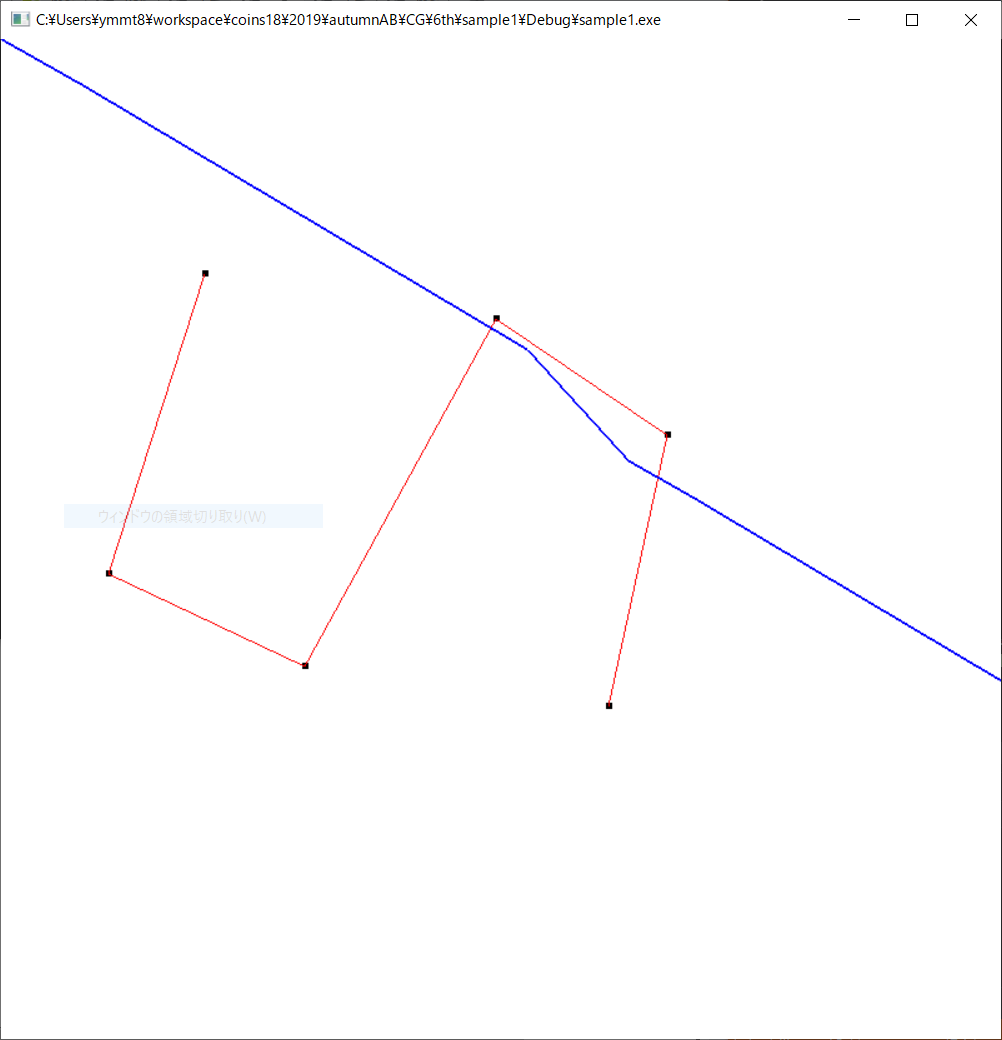 C:¥Users¥ymmt8¥workspace¥coins18¥2019¥autumnAB¥CG¥6th¥sample1¥Debug¥sample1.exe
ウィンドウの領域切り取り(W)